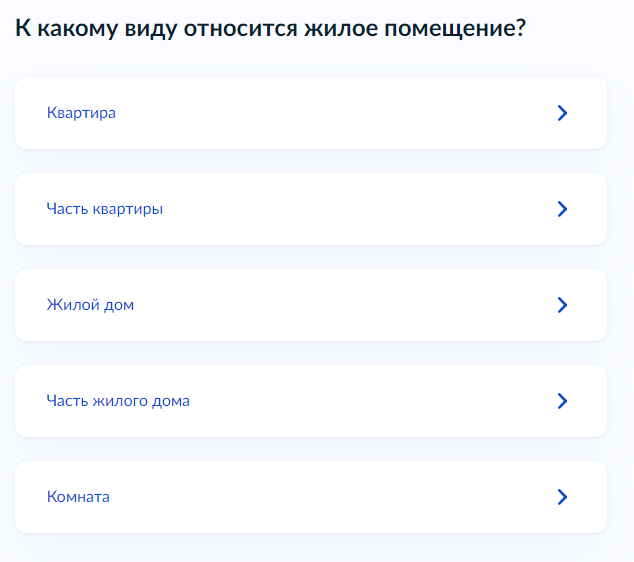 К какому виду относится жилое помещение?
Квартира
Часть квартиры
Жилой дом
Часть жилого дома
Комната